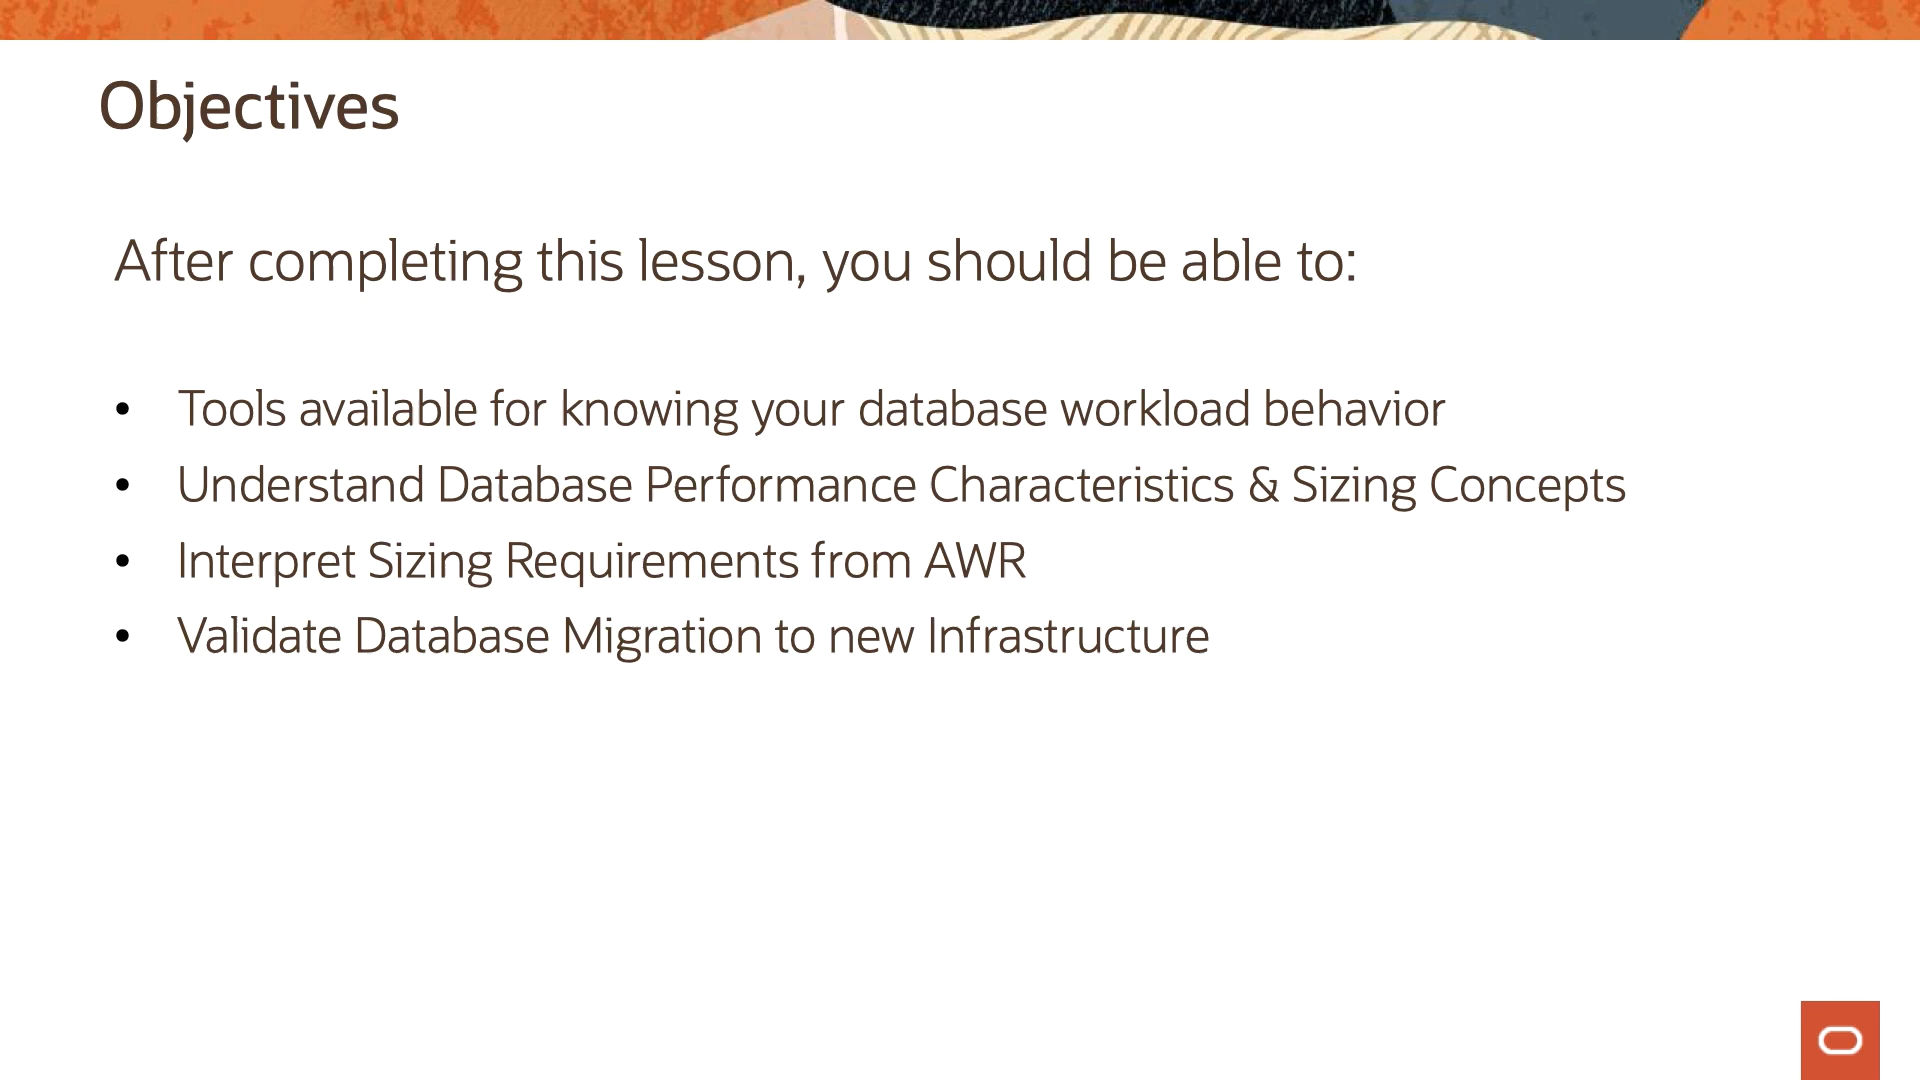 Objectives
After completing this lesson, you should be able to:
• Tools available for knowing your database workload behavior
• Understand Database Performance Characteristics & Sizing Concepts
• Interpret Sizing Requirements from AWR
• Validate Database Migration to new Infrastructure